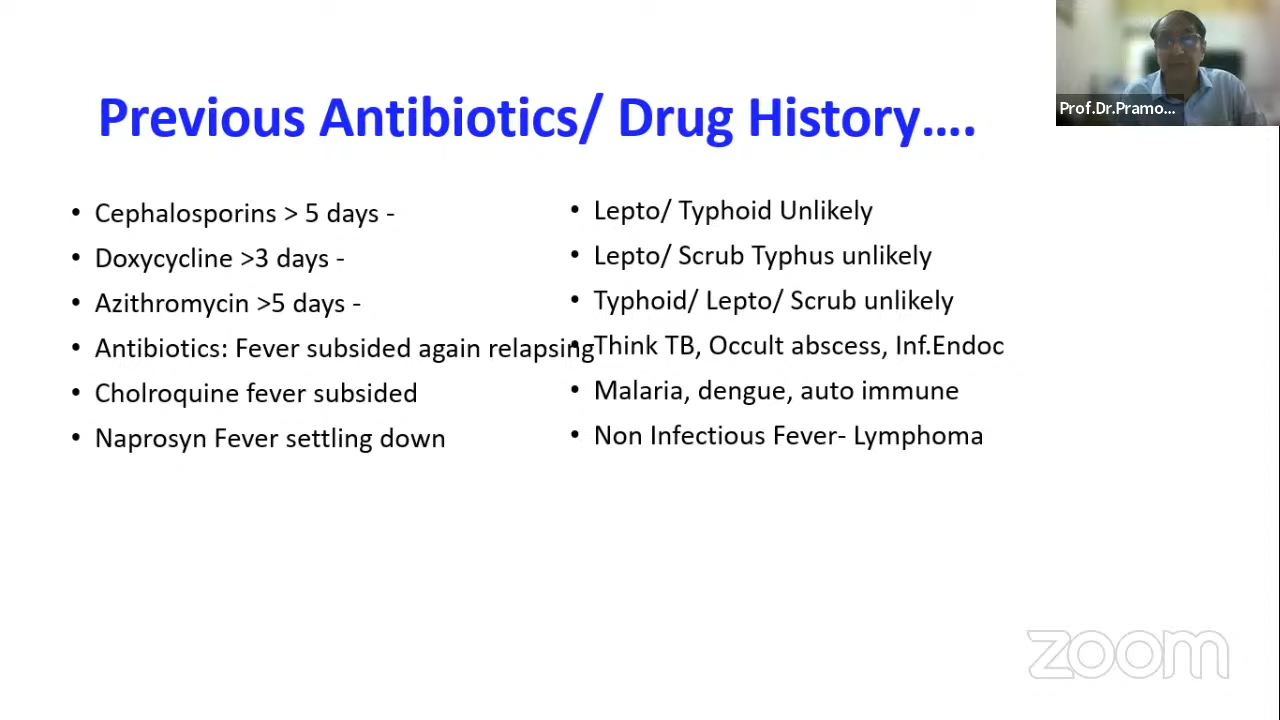 Previous Antibiotics/ Drug History....
Prof.Dr.Pramo...
• Cephalosporins > 5 days -
• Doxycycline >3 days -
• Azithromycin >5 days -
• Antibiotics: Fever subsided again relapsing
• Cholroquine fever subsided
• Naprosyn Fever settling down
• Lepto/ Typhoid Unlikely
• Lepto/ Scrub Typhus unlikely
• Typhoid/ Lepto/ Scrub unlikely
• Think TB, Occult abscess, Inf.Endoc
• Malaria, dengue, auto immune
• Non Infectious Fever- Lymphoma
zoom